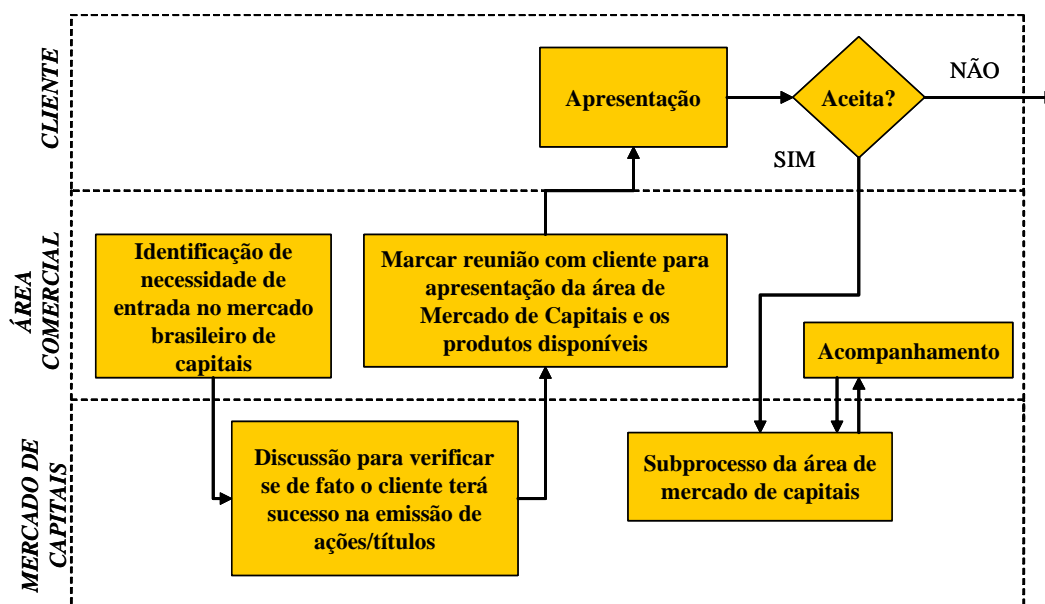 CLIENTE
Apresentação
Aceita?
NÃO
SIM
ÁREA
COMERCIAL
Identificação de
necessidade de
entrada no mercado
brasileiro de
capitais
Marcar reunião com cliente para
apresentação da área de
Mercado de Capitais e os
produtos disponíveis
Acompanhamento
MERCADO DE
CAPITAIS
Discussão para verificar
se de fato o cliente terá
sucesso na emissão de
ações/títulos
Subprocesso da área de
mercado de capitais